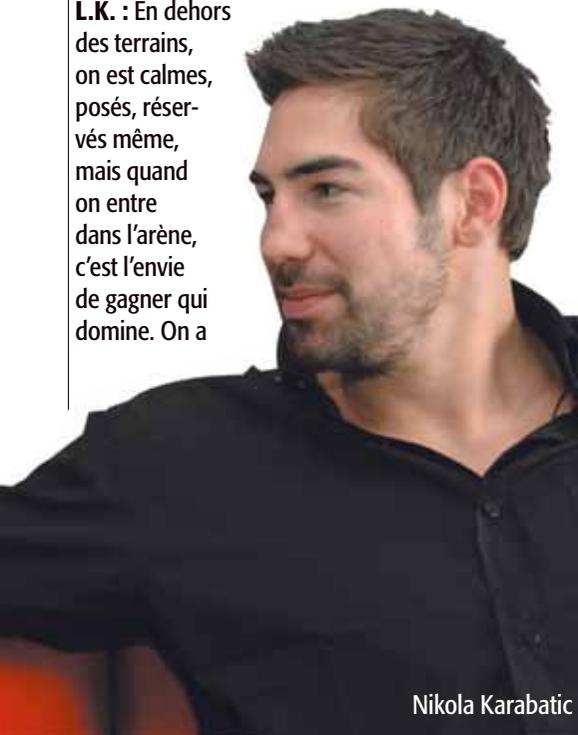 L.K. : En dehors
des terrains,
on est calmes,
posés, réser-
vés même,
mais quand
on entre
dans l’arène,
c’est l’envie
de gagner qui
domine. On a
Nikola Karabatic